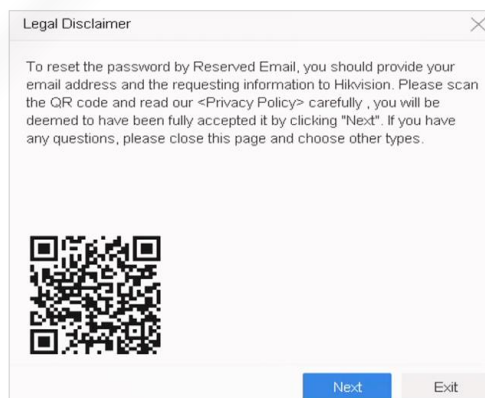 Legal Disclaimer
To reset the password by Reserved Email, you should provide your
email address and the requesting information to Hikvision. Please scan
the QR code and read our <Privacy Policy> carefully , you will be
deemed to have been fully accepted it by clicking "Next". If you have
any questions, please close this page and choose other types.
Next
Exit